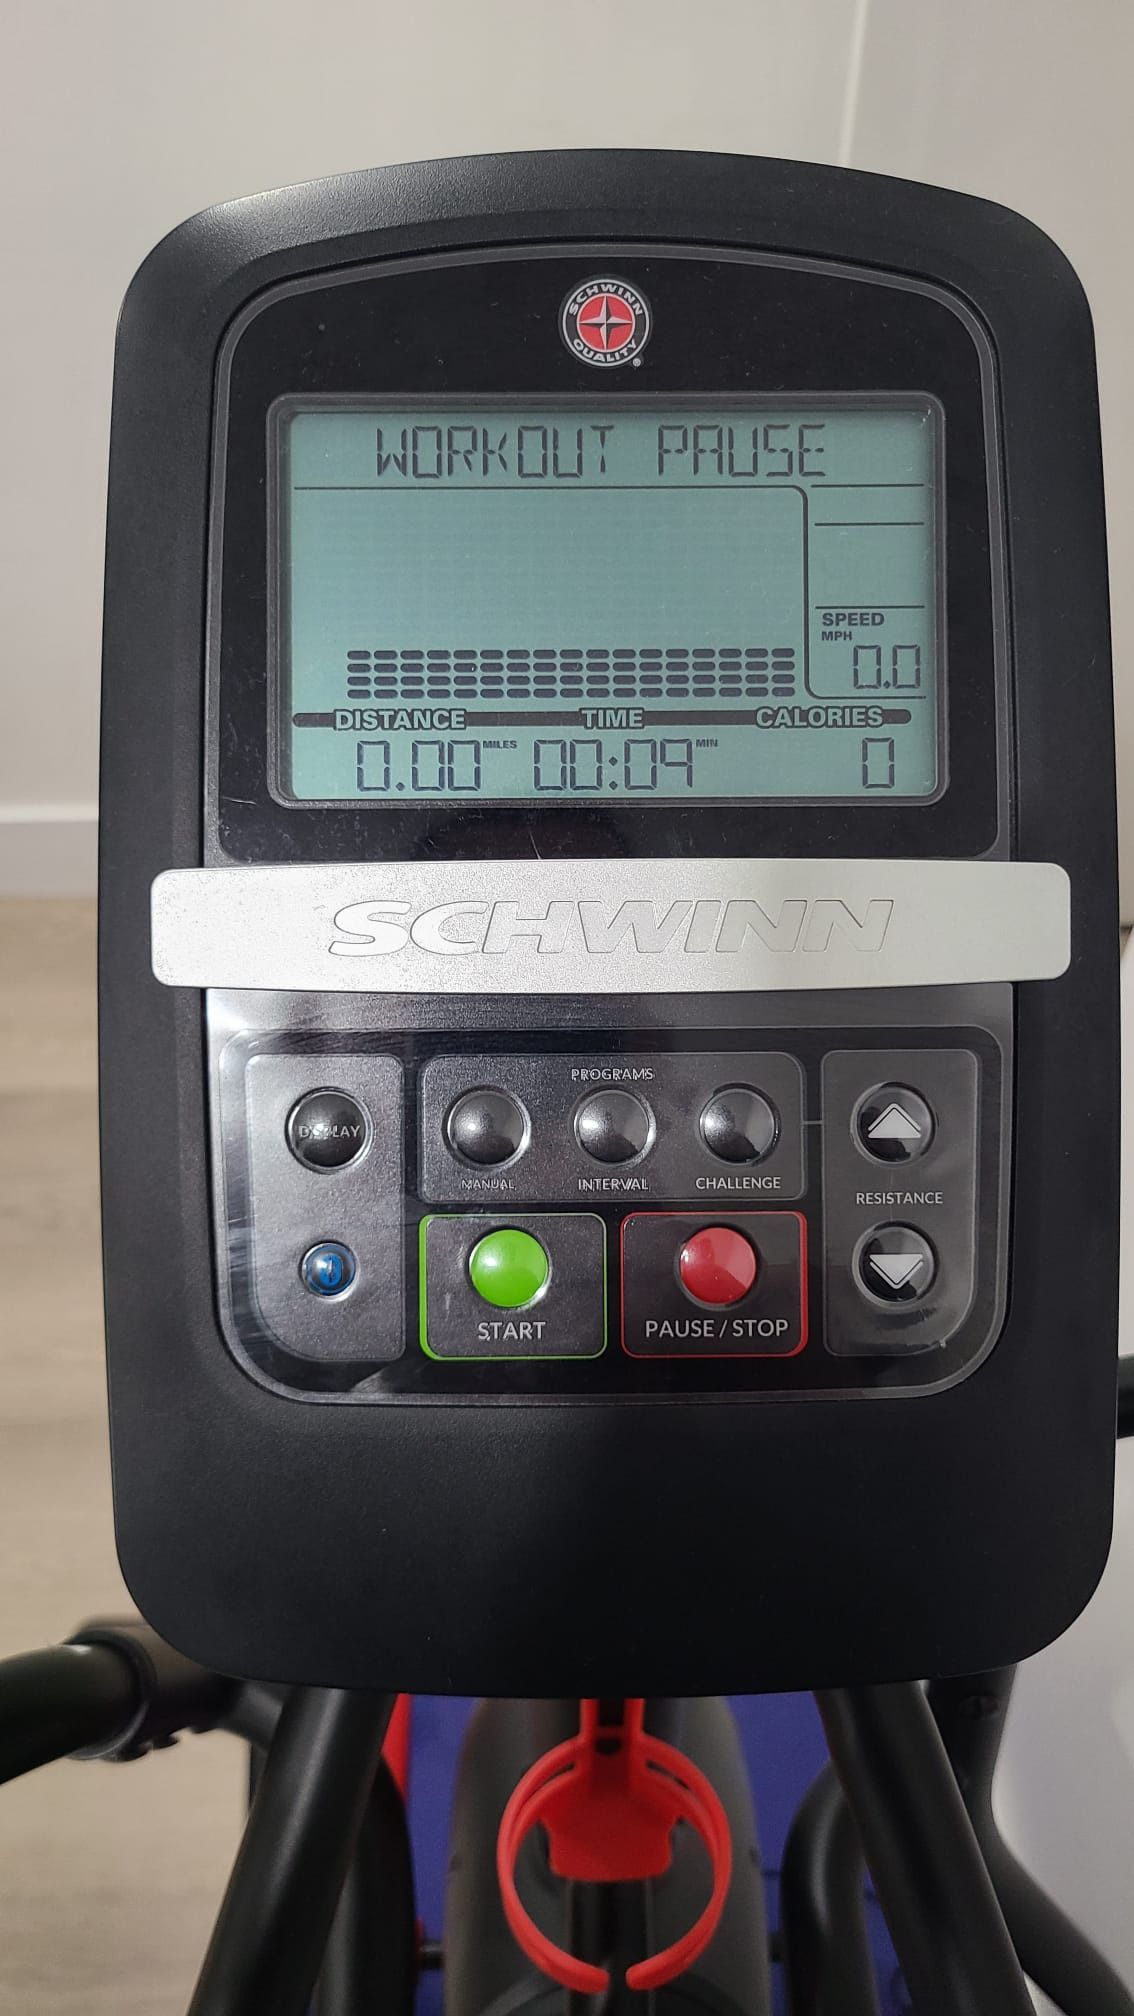 SCHWINN
QUALITY
®
WORKOUT PAUSE
SPEED
MPH
0.0
DISTANCE TIME CALORIES
0.00 MILES 00:09 MIN 0
SCHWINN
PROGRAMS
DISPLAY
MANUAL INTERVAL CHALLENGE
RESISTANCE
START PAUSE / STOP